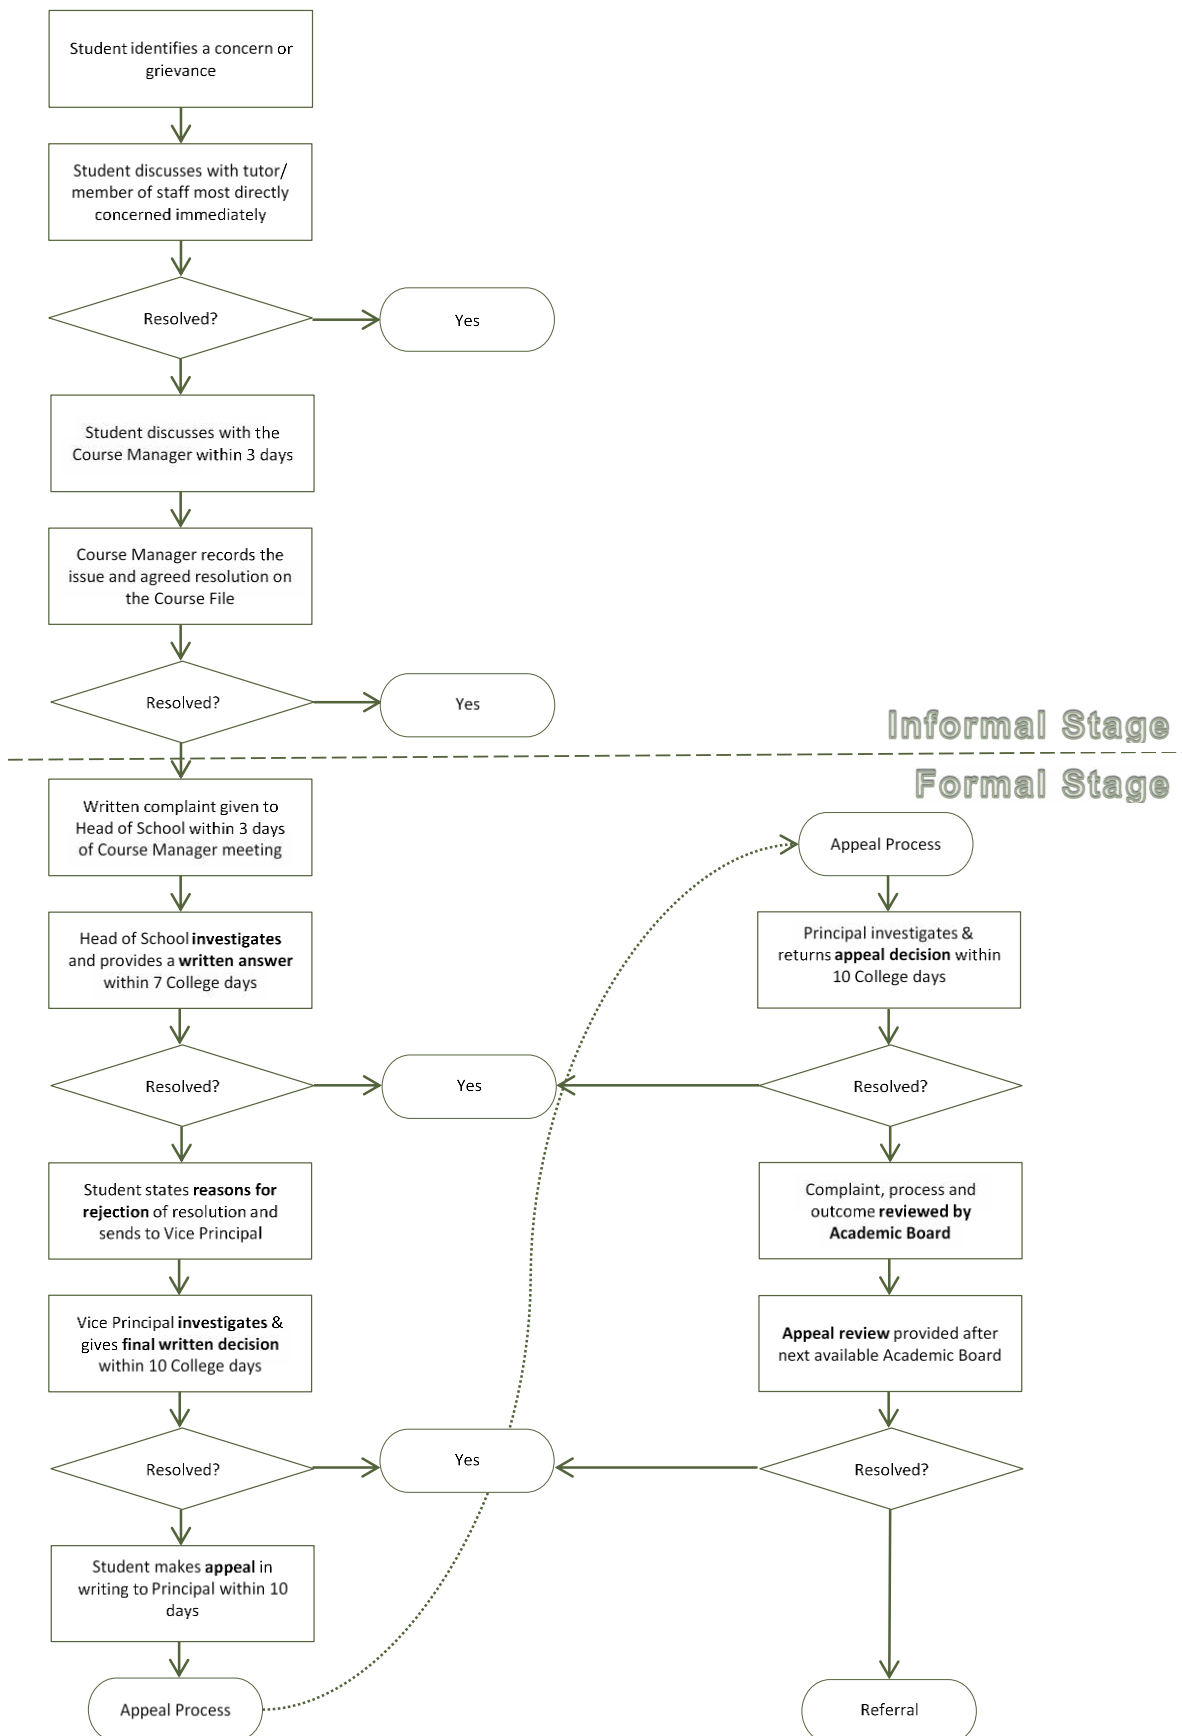 Student identifies a concern or
grievance
Student discusses with tutor/
member of staff most directly
concerned immediately
Resolved?
Yes
Student discusses with the
Course Manager within 3 days
Course Manager records the
issue and agreed resolution on
the Course File
Resolved?
Yes
Informal Stage
Formal Stage
Written complaint given to
Head of School within 3 days
of Course Manager meeting
Head of School investigates
and provides a written answer
within 7 College days
Resolved?
Yes
Student states reasons for
rejection of resolution and
sends to Vice Principal
Vice Principal investigates &
gives final written decision
within 10 College days
Resolved?
Yes
Student makes appeal in
writing to Principal within 10
days
Appeal Process
Appeal Process
Principal investigates &
returns appeal decision within
10 College days
Resolved?
Complaint, process and
outcome reviewed by
Academic Board
Appeal review provided after
next available Academic Board
Resolved?
Referral